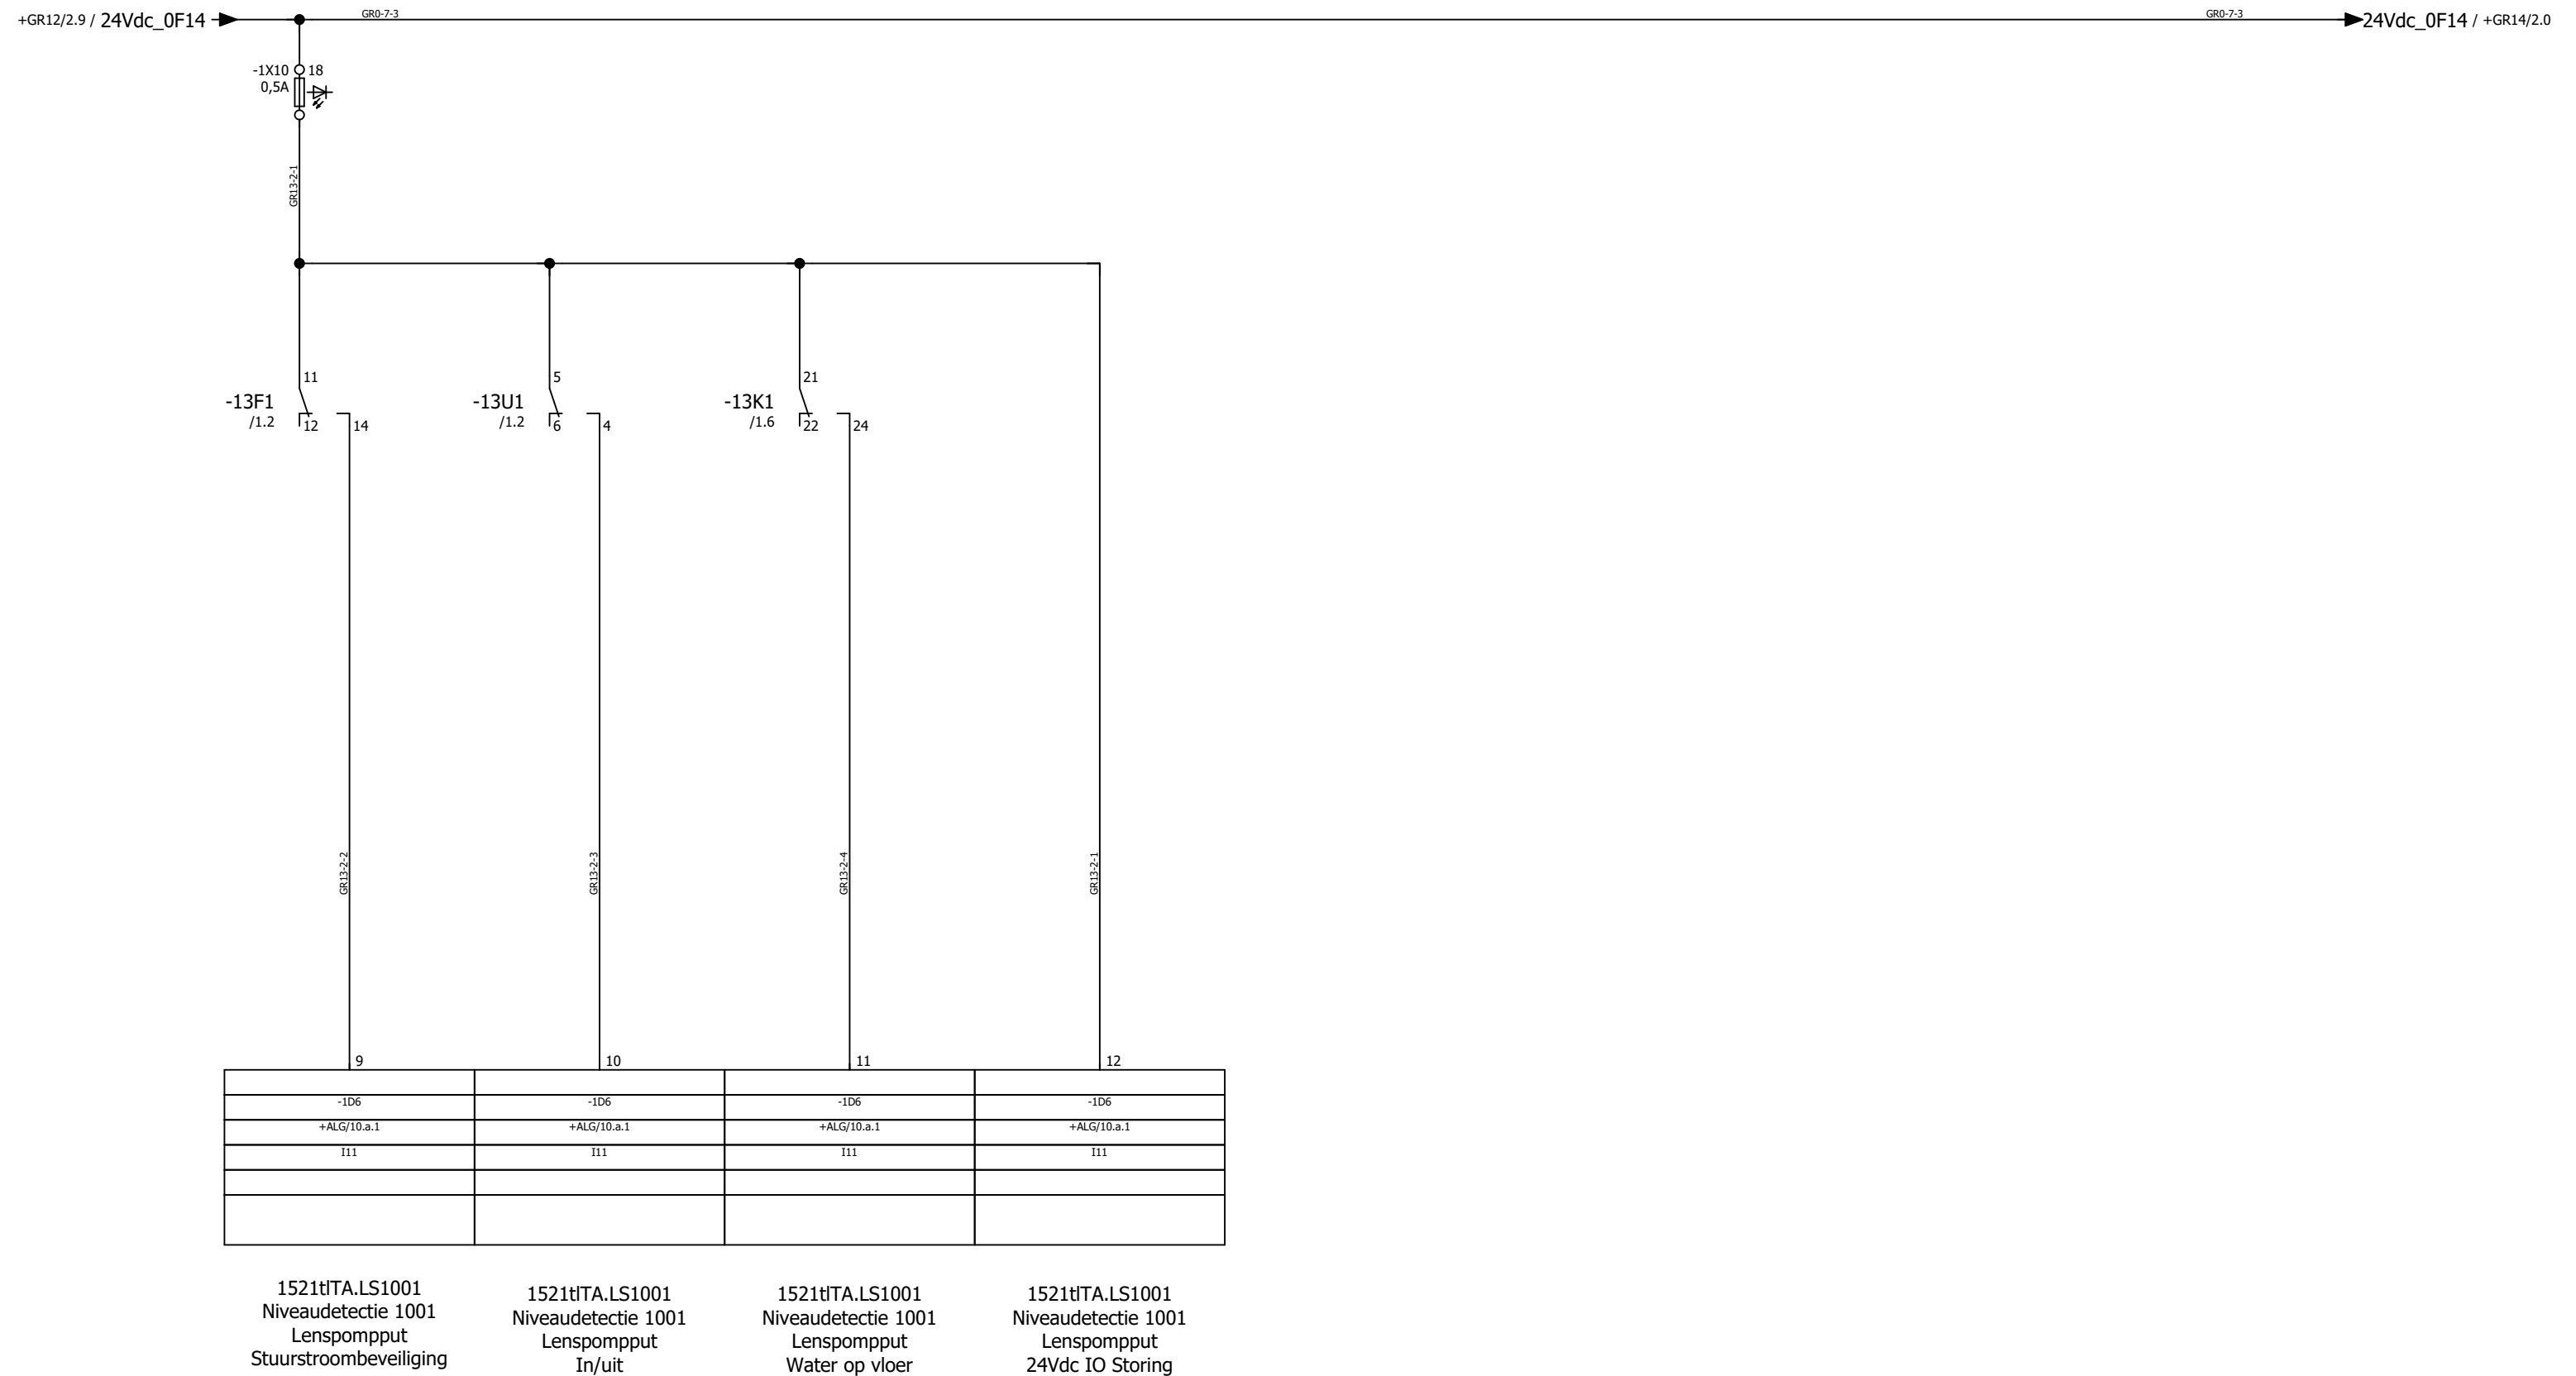 +GR12/2.9 / 24Vdc_0F14
GR0-7-3
GR0-7-3
24Vdc_0F14 / +GR14/2.0
-1X10
18
0,5A
GR13-2-1
11
5
21
-13F1
-13U1
-13K1
/1.2
12
14
/1.2
6
4
/1.6
22
24
GR13-2-2
GR13-2-3
GR13-2-4
GR13-2-1
9
10
11
12
-1D6
-1D6
-1D6
-1D6
+ALG/10.a.1
+ALG/10.a.1
+ALG/10.a.1
+ALG/10.a.1
I11
I11
I11
I11
1521tlTA.LS1001
Niveaudetectie 1001
Lenspompput
Stuurstroombeveiliging
1521tlTA.LS1001
Niveaudetectie 1001
Lenspompput
In/uit
1521tlTA.LS1001
Niveaudetectie 1001
Lenspompput
Water op vloer
1521tlTA.LS1001
Niveaudetectie 1001
Lenspompput
24Vdc IO Storing